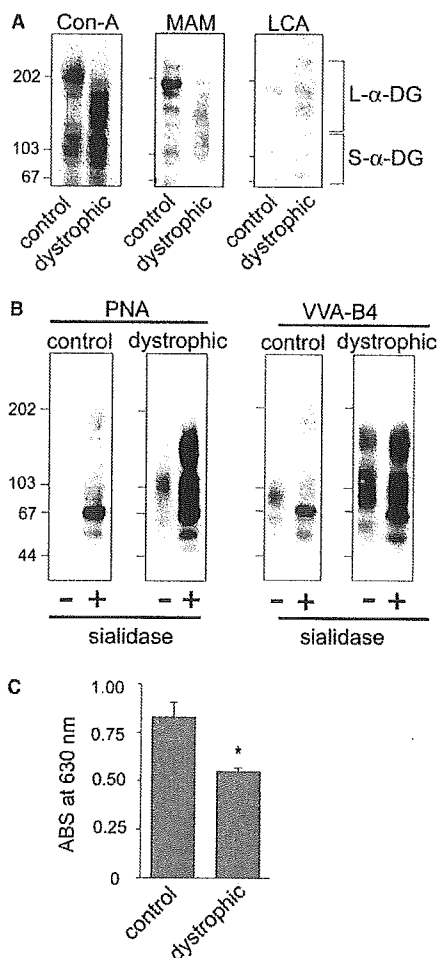 A
Con-A MAM LCA
202
103
67
L-α-DG
S-α-DG
control dystrophic control dystrophic control dystrophic
B
PNA VVA-B4
control dystrophic control dystrophic
202
103
67
44
- + - + - + - +
sialidase sialidase
C
ABS at 630 nm
1.00
0.75
0.50
0.25
0
*
control dystrophic